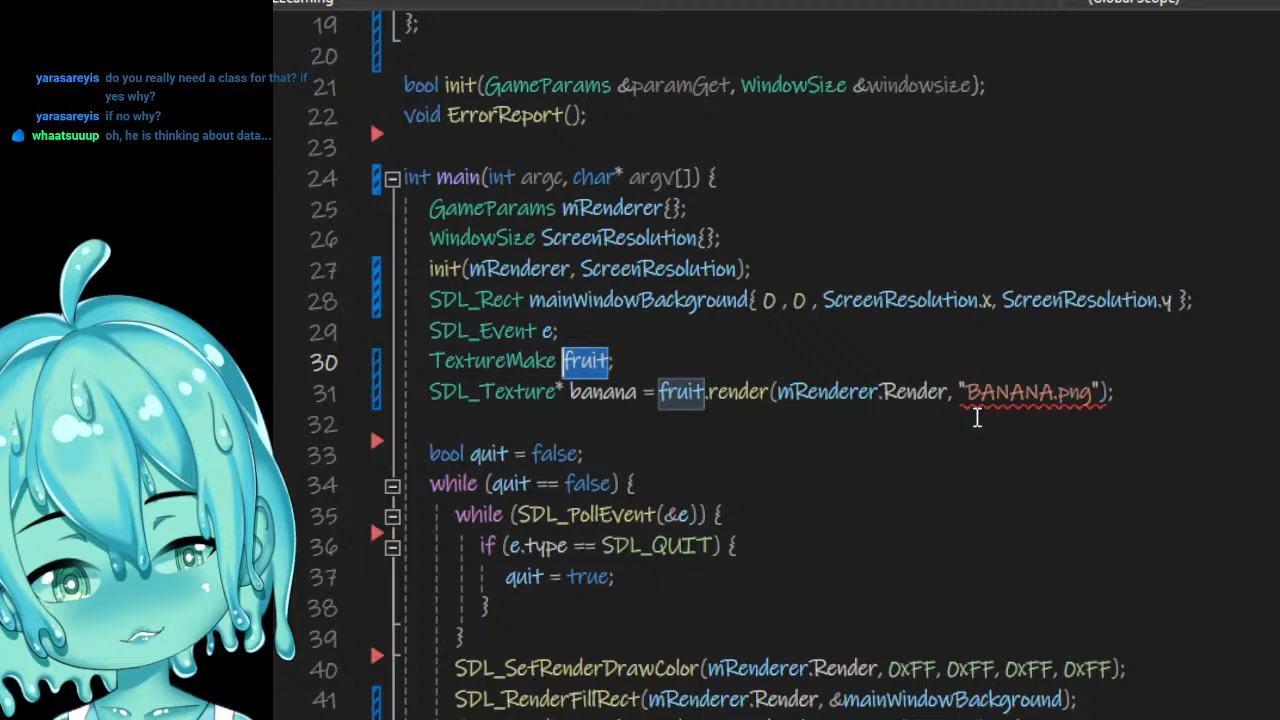 yarasareyis do you really need a class for that? if
yes why?
yarasareyis if no why?
whaatsuuup oh, he is thinking about data...
19 };
20
21 bool init(GameParams &paramGet, WindowSize &windowsize);
22 void ErrorReport();
23
24 int main(int argc, char* argv[]) {
25 GameParams mRenderer{};
26 WindowSize ScreenResolution{};
27 init(mRenderer, ScreenResolution);
28 SDL_Rect mainWindowBackground{ 0 , 0 , ScreenResolution.x, ScreenResolution.y };
29 SDL_Event e;
30 TextureMake fruit;
31 SDL_Texture* banana = fruit.render(mRenderer.Render, "BANANA.png");
32
33 bool quit = false;
34 while (quit == false) {
35 while (SDL_PollEvent(&e)) {
36 if (e.type == SDL_QUIT) {
37 quit = true;
38 }
39 }
40 SDL_SetRenderDrawColor(mRenderer.Render, 0xFF, 0xFF, 0xFF, 0xFF);
41 SDL_RenderFillRect(mRenderer.Render, &mainWindowBackground);